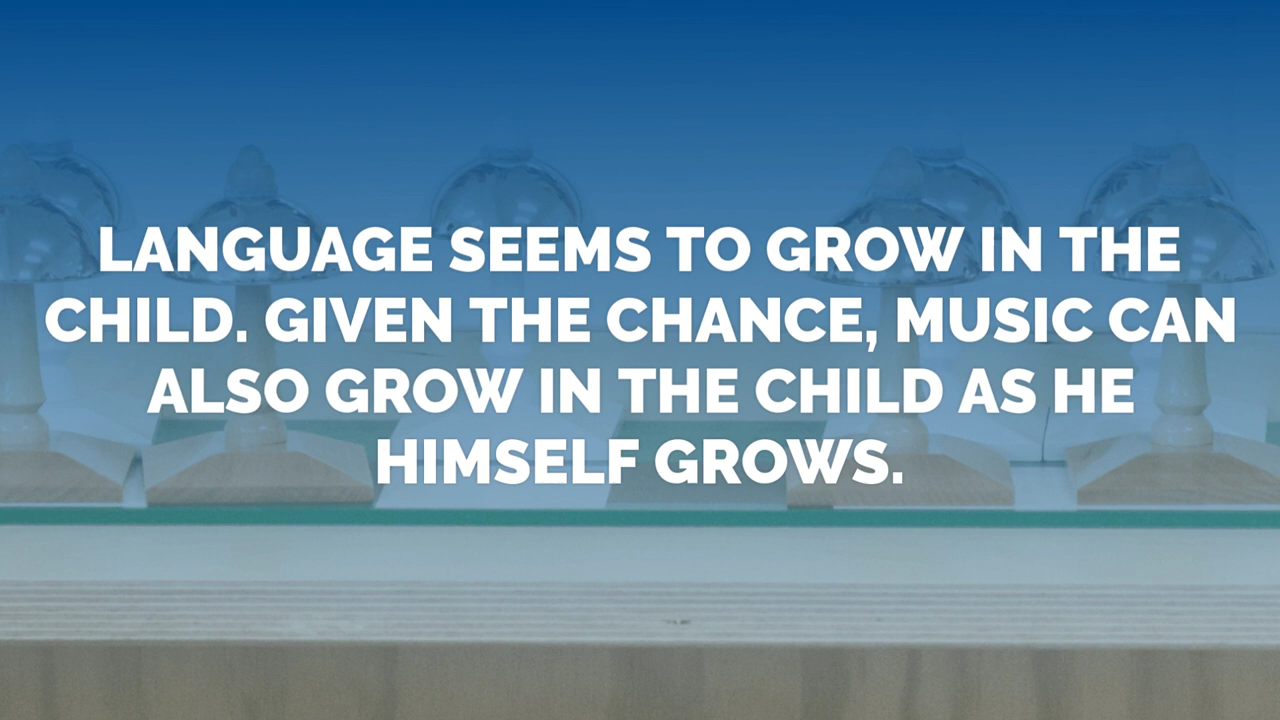 LANGUAGE SEEMS TO GROW IN THE
CHILD. GIVEN THE CHANCE, MUSIC CAN
ALSO GROW IN THE CHILD AS HE
HIMSELF GROWS.